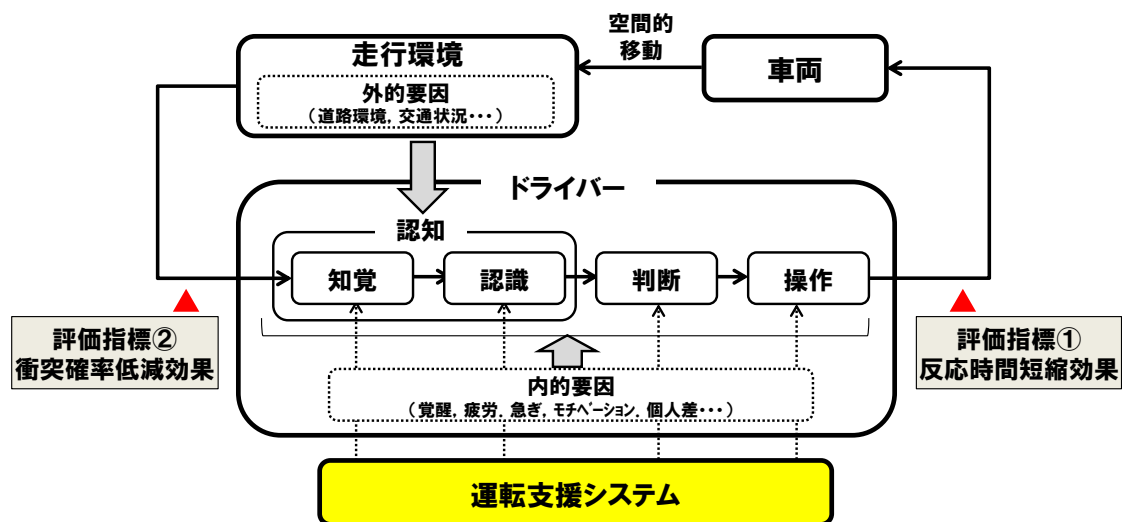 空間的
移動
走行環境
車両
外的要因
（道路環境，交通状況・・・）
ドライバー
認知
知覚
認識
判断
操作
評価指標②
衝突確率低減効果
評価指標①
反応時間短縮効果
内的要因
（覚醒，疲労，急ぎ，ﾓﾁﾍﾞｰｼｮﾝ，個人差・・・）
運転支援システム